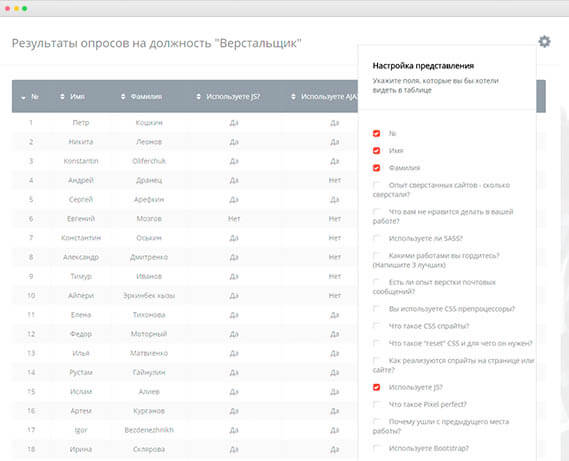 Результаты опросов на должность "Верстальщик"
№ Имя Фамилия Используете JS? Используете AJAX
1 Петр Кошкин Да Да
2 Никита Леонов Да Да
3 Konstantin Oliferchuk Да Да
4 Андрей Дранец Да Нет
5 Сергей Арефкин Да Да
6 Евгений Мозгов Нет Нет
7 Константин Оськин Да Нет
8 Александр Дмитренко Да Нет
9 Тимур Иванов Да Нет
10 Айпери Эркинбек кызы Да Нет
11 Елена Тихонова Да Да
12 Федор Моторный Да Да
13 Илья Матвиенко Да Да
14 Рустам Гайнулин Да Да
15 Ислам Алиев Да Да
16 Артем Курганов Да Да
17 Igor Bezdenezhnikh Да Да
18 Ирина Склярова Да Да
Настройка представления
Укажите поля, которые вы бы хотели
видеть в таблице
№
Имя
Фамилия
Опыт сверстанных сайтов - сколько
сверстали?
Что вам не нравится делать в вашей
работе?
Используете ли SASS?
Какими работами вы гордитесь?
(Напишите 3 лучших)
Есть ли опыт верстки почтовых
сообщений?
Вы используете CSS препроцессоры?
Что такое CSS спрайты?
Что такое "reset" CSS и для чего он нужен?
Как реализуются спрайты на странице или
сайте?
Используете JS?
Что такое Pixel perfect?
Почему ушли с предыдущего места
работы?
Используете Bootstrap?